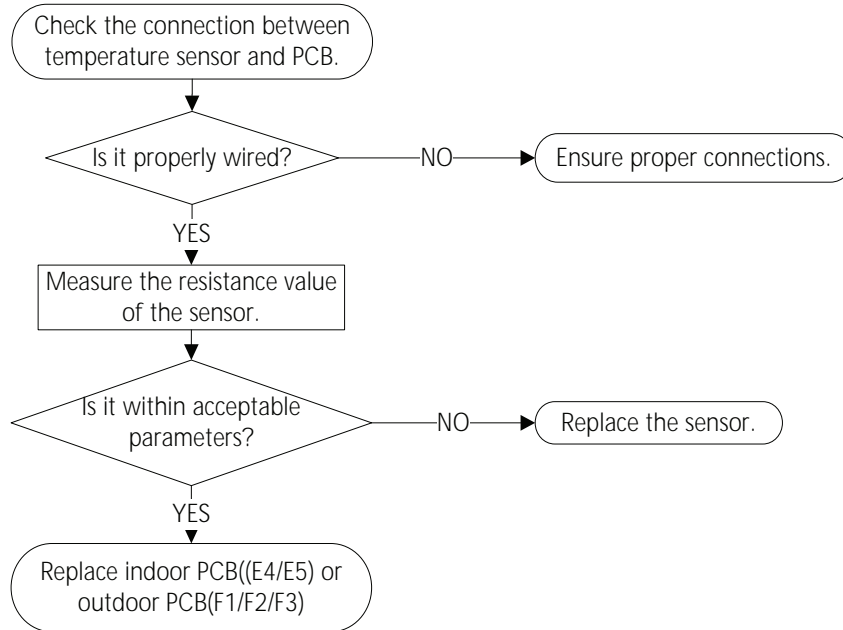 Check the connection between
temperature sensor and PCB.
Is it properly wired?
NO
Ensure proper connections.
YES
Measure the resistance value
of the sensor.
Is it within acceptable
parameters?
NO
Replace the sensor.
YES
Replace indoor PCB((E4/E5) or
outdoor PCB(F1/F2/F3)